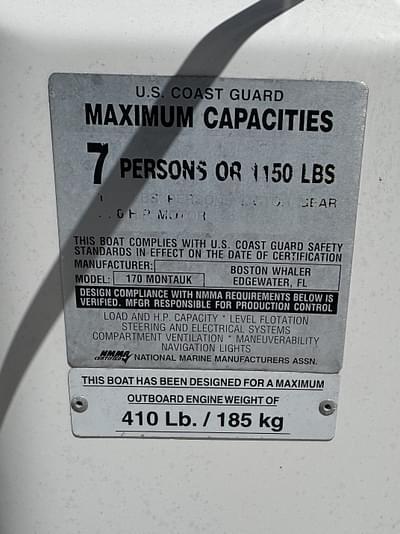 U.S. COAST GUARD
MAXIMUM CAPACITIES
7 PERSONS OR 1150 LBS
PERSONS GEAR
H.P. MOTOR
THIS BOAT COMPLIES WITH U.S. COAST GUARD SAFETY
STANDARDS IN EFFECT ON THE DATE OF CERTIFICATION
MANUFACTURER: BOSTON WHALER
MODEL: 170 MONTAUK EDGEWATER, FL
DESIGN COMPLIANCE WITH NMMA REQUIREMENTS BELOW IS
VERIFIED. MFGR RESPONSIBLE FOR PRODUCTION CONTROL
LOAD AND H.P. CAPACITY * LEVEL FLOTATION
STEERING AND ELECTRICAL SYSTEMS
COMPARTMENT VENTILATION * MANEUVERABILITY
NAVIGATION LIGHTS
NMMA CERTIFIED NATIONAL MARINE MANUFACTURERS ASSN.
THIS BOAT HAS BEEN DESIGNED FOR A MAXIMUM
OUTBOARD ENGINE WEIGHT OF
410 Lb. / 185 kg